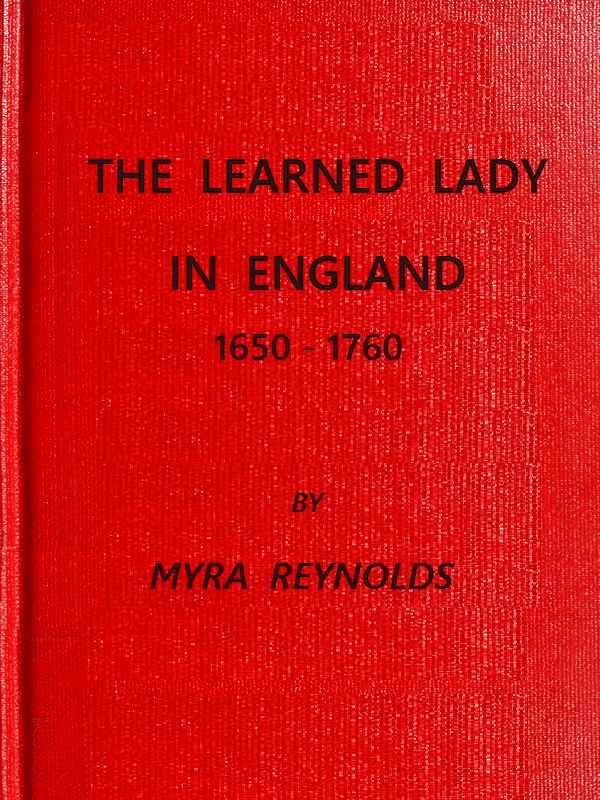 THE LEARNED LADY
IN ENGLAND
1650 - 1760
BY
MYRA REYNOLDS